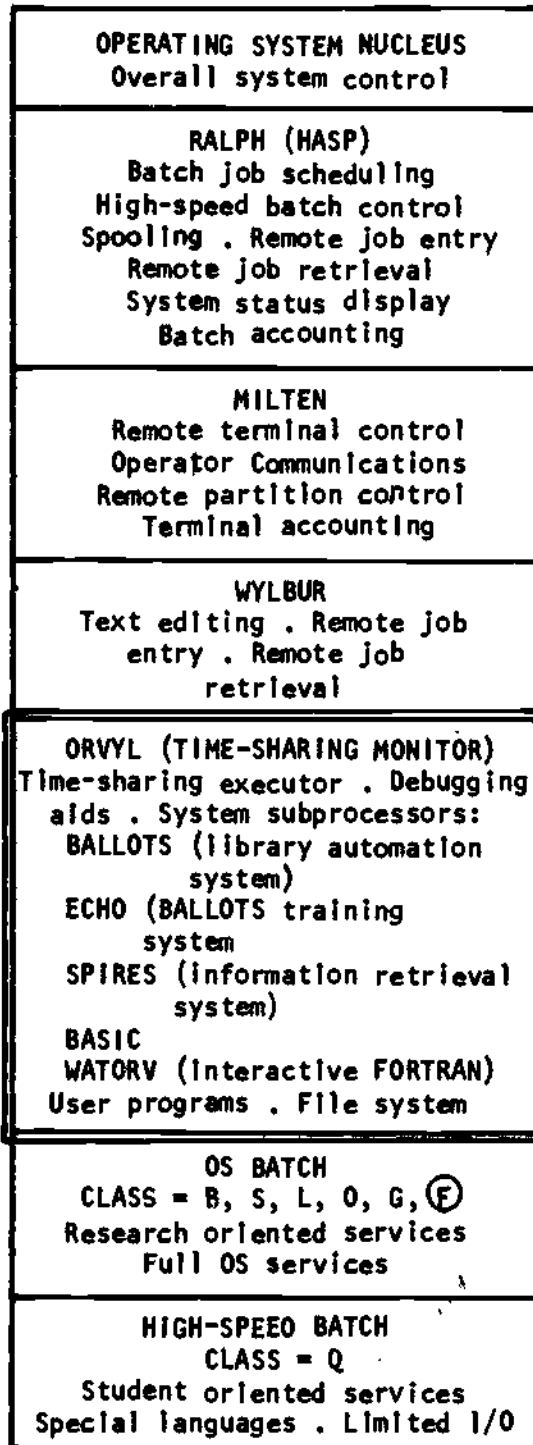 OPERATING SYSTEM NUCLEUS
Overall system control
RALPH (HASP)
Batch job scheduling
High-speed batch control
Spooling . Remote job entry
Remote job retrieval
System status display
Batch accounting
MILTEN
Remote terminal control
Operator Communications
Remote partition control
Terminal accounting
WYLBUR
Text editing . Remote job
entry . Remote job
retrieval
ORVYL (TIME-SHARING MONITOR)
Time-sharing executor . Debugging
aids . System subprocessors:
BALLOTS (library automation
system)
ECHO (BALLOTS training
system
SPIRES (information retrieval
system)
BASIC
WATORV (interactive FORTRAN)
User programs . File system
OS BATCH
CLASS = B, S, L, O, G, F
Research oriented services
Full OS services
HIGH-SPEED BATCH
CLASS = Q
Student oriented services
Special languages . Limited I/O